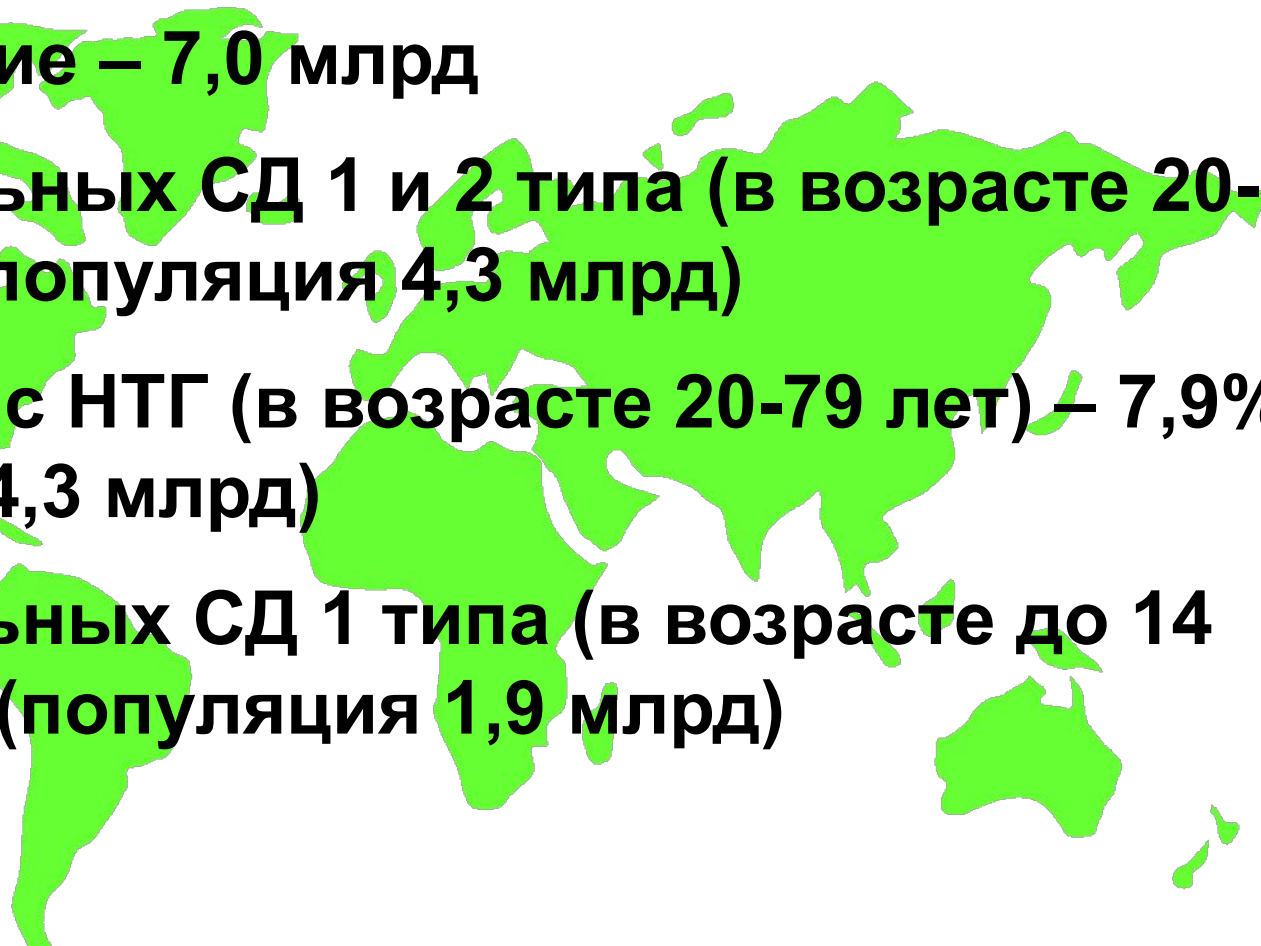 ие – 7,0 млрд
ьных СД 1 и 2 типа (в возрасте 20-
популяция 4,3 млрд)
с НТГ (в возрасте 20-79 лет) – 7,9%
4,3 млрд)
ьных СД 1 типа (в возрасте до 14
(популяция 1,9 млрд)